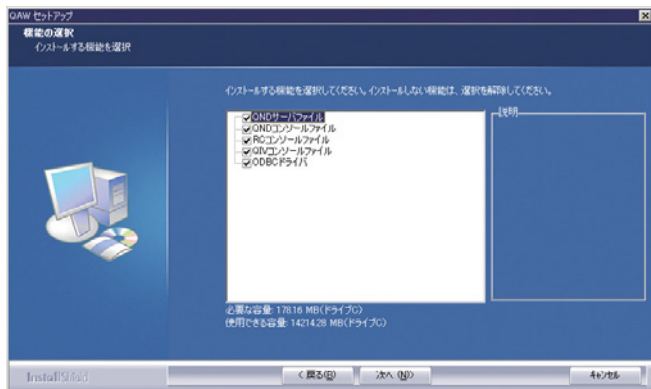 QAW セットアップ
機能の選択
インストールする機能を選択
インストールする機能を選択してください。インストールしない機能は、選択を解除してください。
説明
QNDサーバファイル
QNDコンソールファイル
RCコンソールファイル
QIVコンソールファイル
ODBCドライバ
必要な容量: 178.16 MB(ドライブC)
使用できる容量: 14214.28 MB(ドライブC)
InstallShield
< 戻る(B)
次へ (N)>
キャンセル